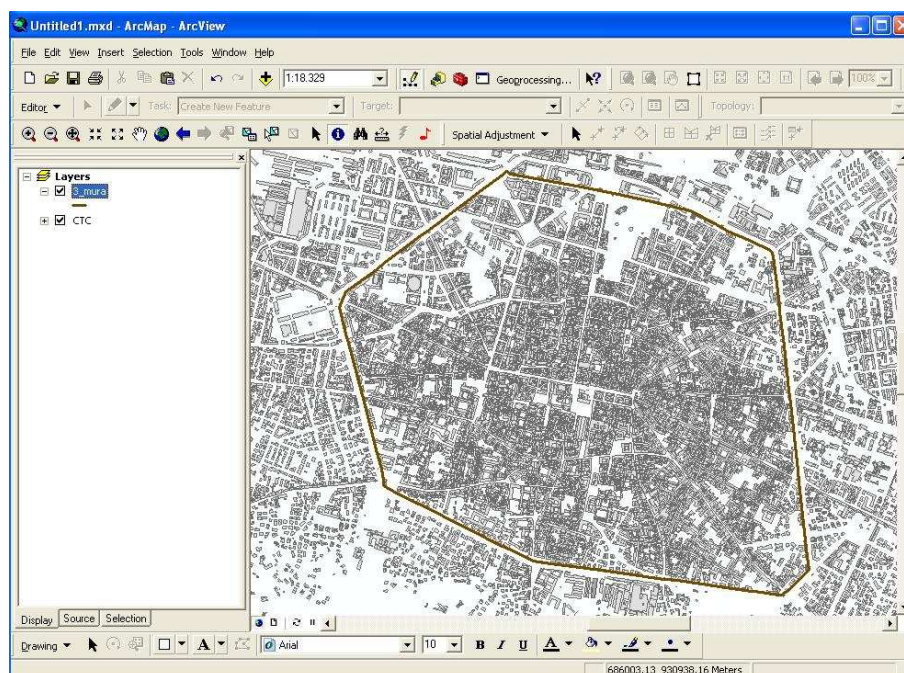 Untitled1.mxd - ArcMap - ArcView
File Edit View Insert Selection Tools Window Help
1:18.329 Geoprocessing... 100%
Editor Task: Create New Feature Target: Topology:
Spatial Adjustment
Layers
3_mura
CTC
Display Source Selection
Drawing A Arial 10 B I U A
686003,13 930938,16 Meters